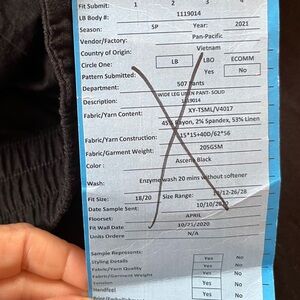 Fit Submit: 1 2 3 4
LB Body #: 1119014
Season: SP Year: 2021
Vendor/Factory: Pan-Pacific
Country of Origin: Vietnam
Circle One: LB LBO ECOMM
Pattern Submitted: Yes No
Department: 507 Pants
WIDE LEG LINEN PANT- SOLID
Description: 1119014
XY-TSML/V4017
Fabric/Yarn Content: 45% Rayon, 2% Spandex, 53% Linen
Fabric/Yarn Construction: 15*15+40D/62*56
Fabric/Garment Weight: 205GSM
Color : Ascena Black
Wash: Enzyme wash 20 mins without softener
Fit Size: 18/20 Size Range: 10/12-26/28
Date Sample Sent: 10/10/2020
Floorset: APRIL
Fit Wall Date 10/21/2020
Units Ordere N/A
Sample Represents:
Styling Details Yes No
Fabric/Yarn Quality Yes No
Fabric/Garment Weight Yes No
Tension Yes No
Handfeel Yes No